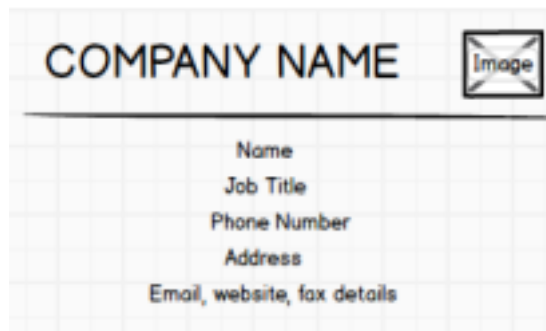 COMPANY NAME
Image
Name
Job Title
Phone Number
Address
Email, website, fax details